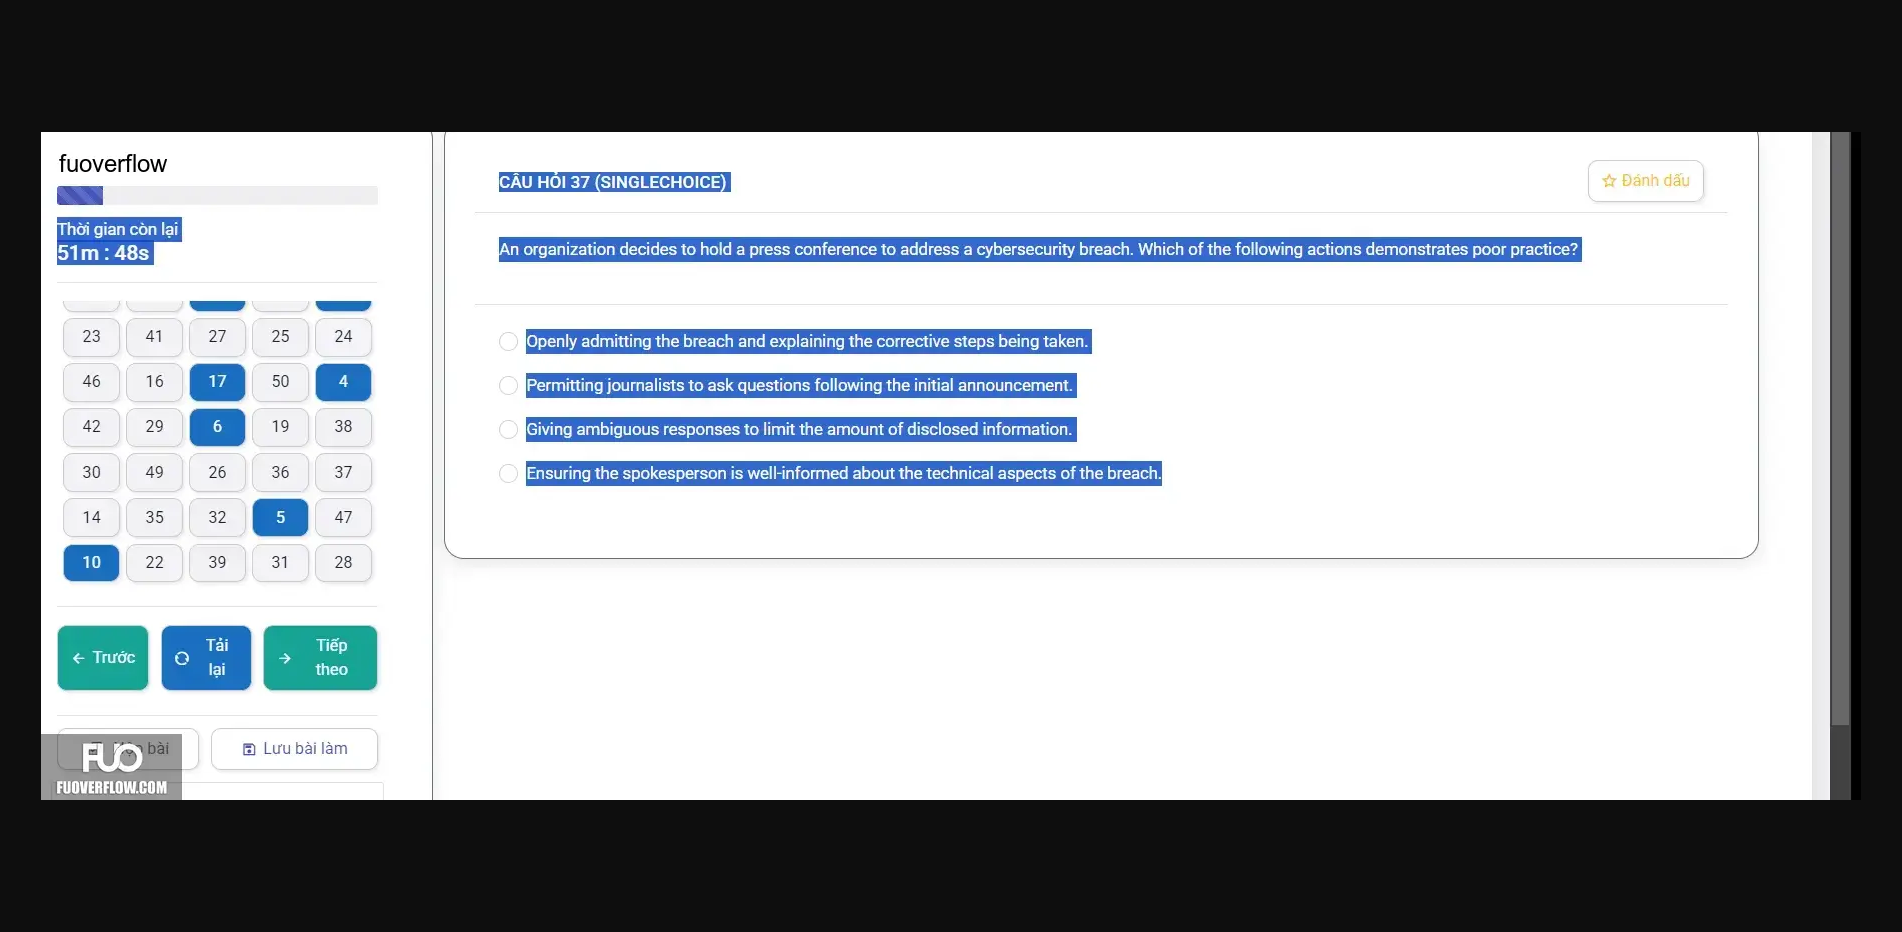 fuoverflow
Thời gian còn lại
51m : 48s
23 41 27 25 24
46 16 17 50 4
42 29 6 19 38
30 49 26 36 37
14 35 32 5 47
10 22 39 31 28
Trước
Tải lại
Tiếp theo
bài
Lưu bài làm
FUO
FUOVERFLOW.COM
CÂU HỎI 37 (SINGLECHOICE)
Đánh dấu
An organization decides to hold a press conference to address a cybersecurity breach. Which of the following actions demonstrates poor practice?
Openly admitting the breach and explaining the corrective steps being taken.
Permitting journalists to ask questions following the initial announcement.
Giving ambiguous responses to limit the amount of disclosed information.
Ensuring the spokesperson is well-informed about the technical aspects of the breach.